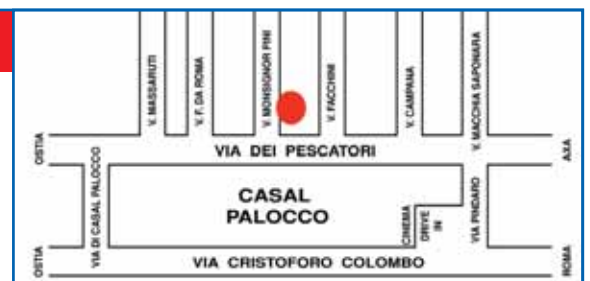 V. MASSARUTI
V. F. DA ROMA
V. MONSIGNOR PINI
V. FACCHINI
V. CAMPANA
V. MACCHIA SAPONARA
OSTIA
VIA DEI PESCATORI
AXA
VIA DI CASAL PALOCCO
CASAL
PALOCCO
CINEMA
DRIVE
IN
VIA PINDARO
OSTIA
VIA CRISTOFORO COLOMBO
ROMA